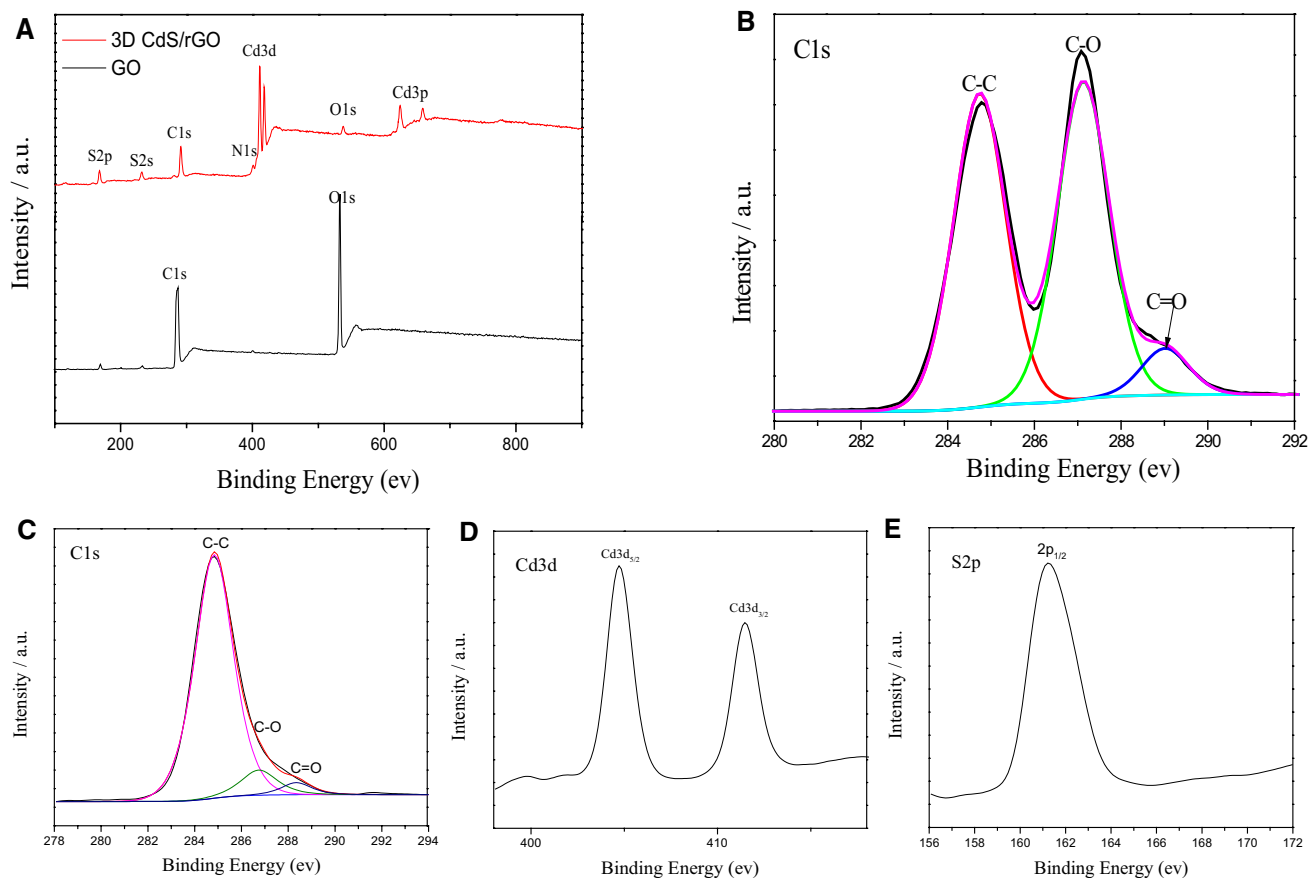 A
3D CdS/rGO
GO
Cd3d
Cd3p
O1s
C1s
N1s
S2p
S2s
O1s
C1s
Intensity / a.u.
200 400 600 800
Binding Energy (ev)
B
C1s
C-O
C-C
C=O
Intensity / a.u.
280 282 284 286 288 290 292
Binding Energy (ev)
C
C1s
C-C
C-O
C=O
Intensity / a.u.
278 280 282 284 286 288 290 292 294
Binding Energy (ev)
D
Cd3d
Cd3d5/2
Cd3d3/2
Intensity / a.u.
400 410
Binding Energy (ev)
E
S2p
2p1/2
Intensity / a.u.
156 158 160 162 164 166 168 170 172
Binding Energy (ev)